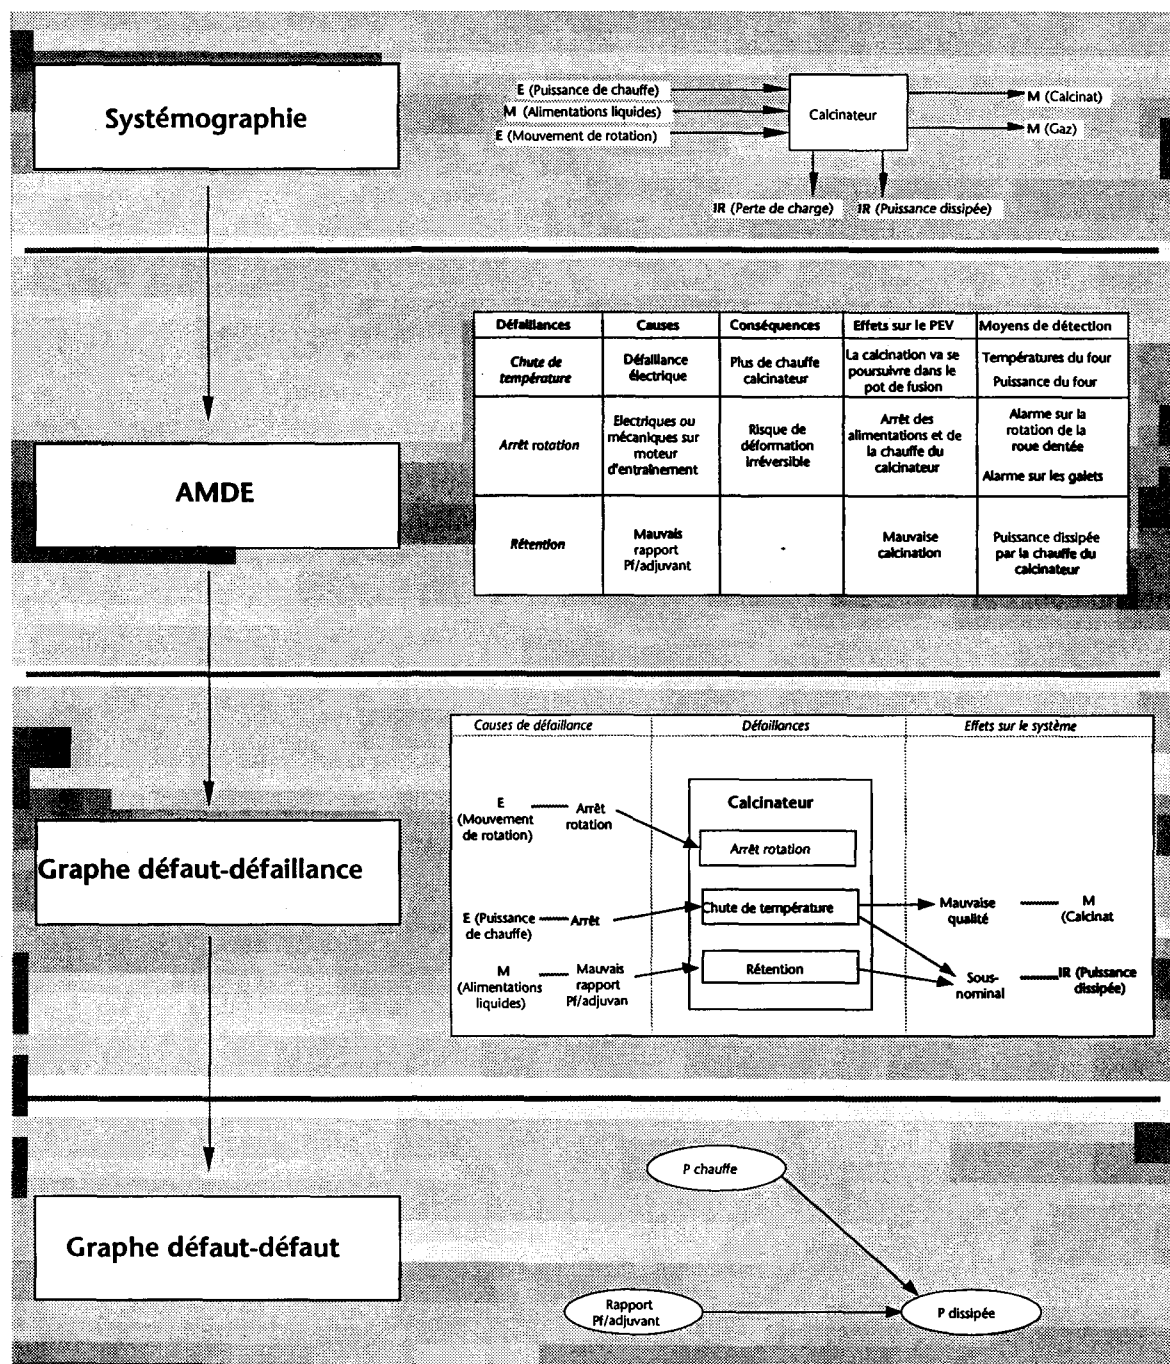 Systémographie
E (Puissance de chauffe)
M (Alimentations liquides)
E (Mouvement de rotation)
Calcinateur
M (Calcinat)
M (Gaz)
IR (Perte de charge)
IR (Puissance dissipée)
AMDE
Défaillances
Causes
Conséquences
Effets sur le PEV
Moyens de détection
Chute de
température
Défaillance
électrique
Plus de chauffe
calcinateur
La calcination va se
poursuivre dans le
pot de fusion
Températures du four
Puissance du four
Arrêt rotation
Electriques ou
mécaniques sur
moteur
d'entraînement
Risque de
déformation
irréversible
Arrêt des
alimentations et de
la chauffe du
calcinateur
Alarme sur la
rotation de la
roue dentée
Alarme sur les galets
Rétention
Mauvais
rapport
Pf/adjuvant
-
Mauvaise
calcination
Puissance dissipée
par la chauffe du
calcinateur
Graphe défaut-défaillance
Causes de défaillance
Défaillances
Effets sur le système
E
(Mouvement
de rotation)
Arrêt
rotation
E (Puissance
de chauffe)
Arrêt
M
(Alimentations
liquides)
Mauvais
rapport
Pf/adjuvan
Calcinateur
Arrêt rotation
Chute de température
Rétention
Mauvaise
qualité
M
(Calcinat
Sous-
nominal
IR (Puissance
dissipée)
Graphe défaut-défaut
P chauffe
Rapport
Pf/adjuvant
P dissipée